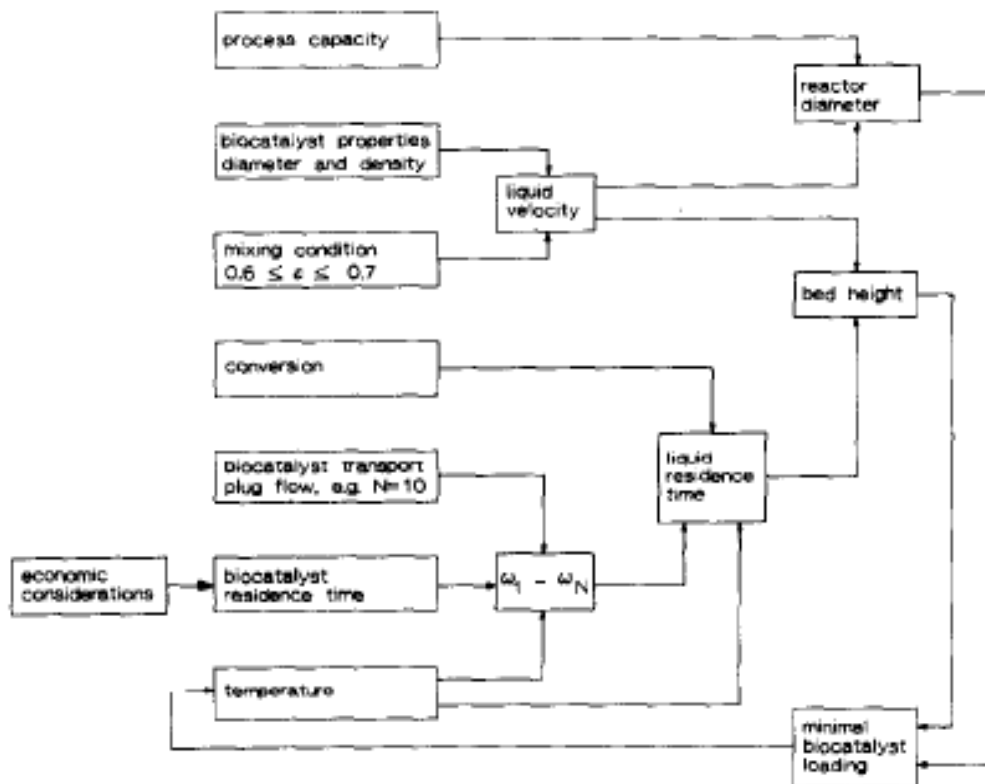 process capacity
reactor
diameter
biocatalyst properties
diameter and density
liquid
velocity
mixing condition
0.6 ≤ ε ≤ 0.7
bed height
conversion
biocatalyst transport
plug flow, e.g. N=10
liquid
residence
time
economic
considerations
biocatalyst
residence time
ω₁ - ω_N
temperature
minimal
biocatalyst
loading